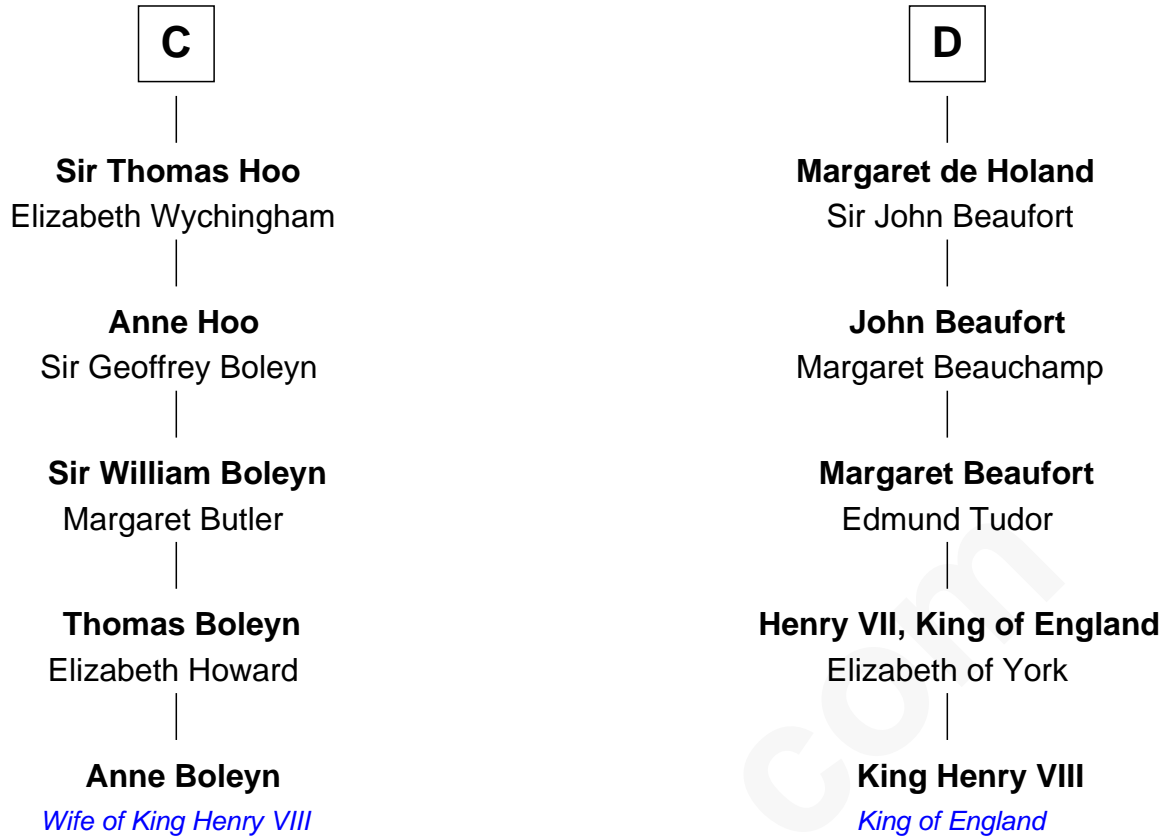 C
Sir Thomas Hoo
Elizabeth Wychingham
Anne Hoo
Sir Geoffrey Boleyn
Sir William Boleyn
Margaret Butler
Thomas Boleyn
Elizabeth Howard
Anne Boleyn
Wife of King Henry VIII
D
Margaret de Holand
Sir John Beaufort
John Beaufort
Margaret Beauchamp
Margaret Beaufort
Edmund Tudor
Henry VII, King of England
Elizabeth of York
King Henry VIII
King of England
com